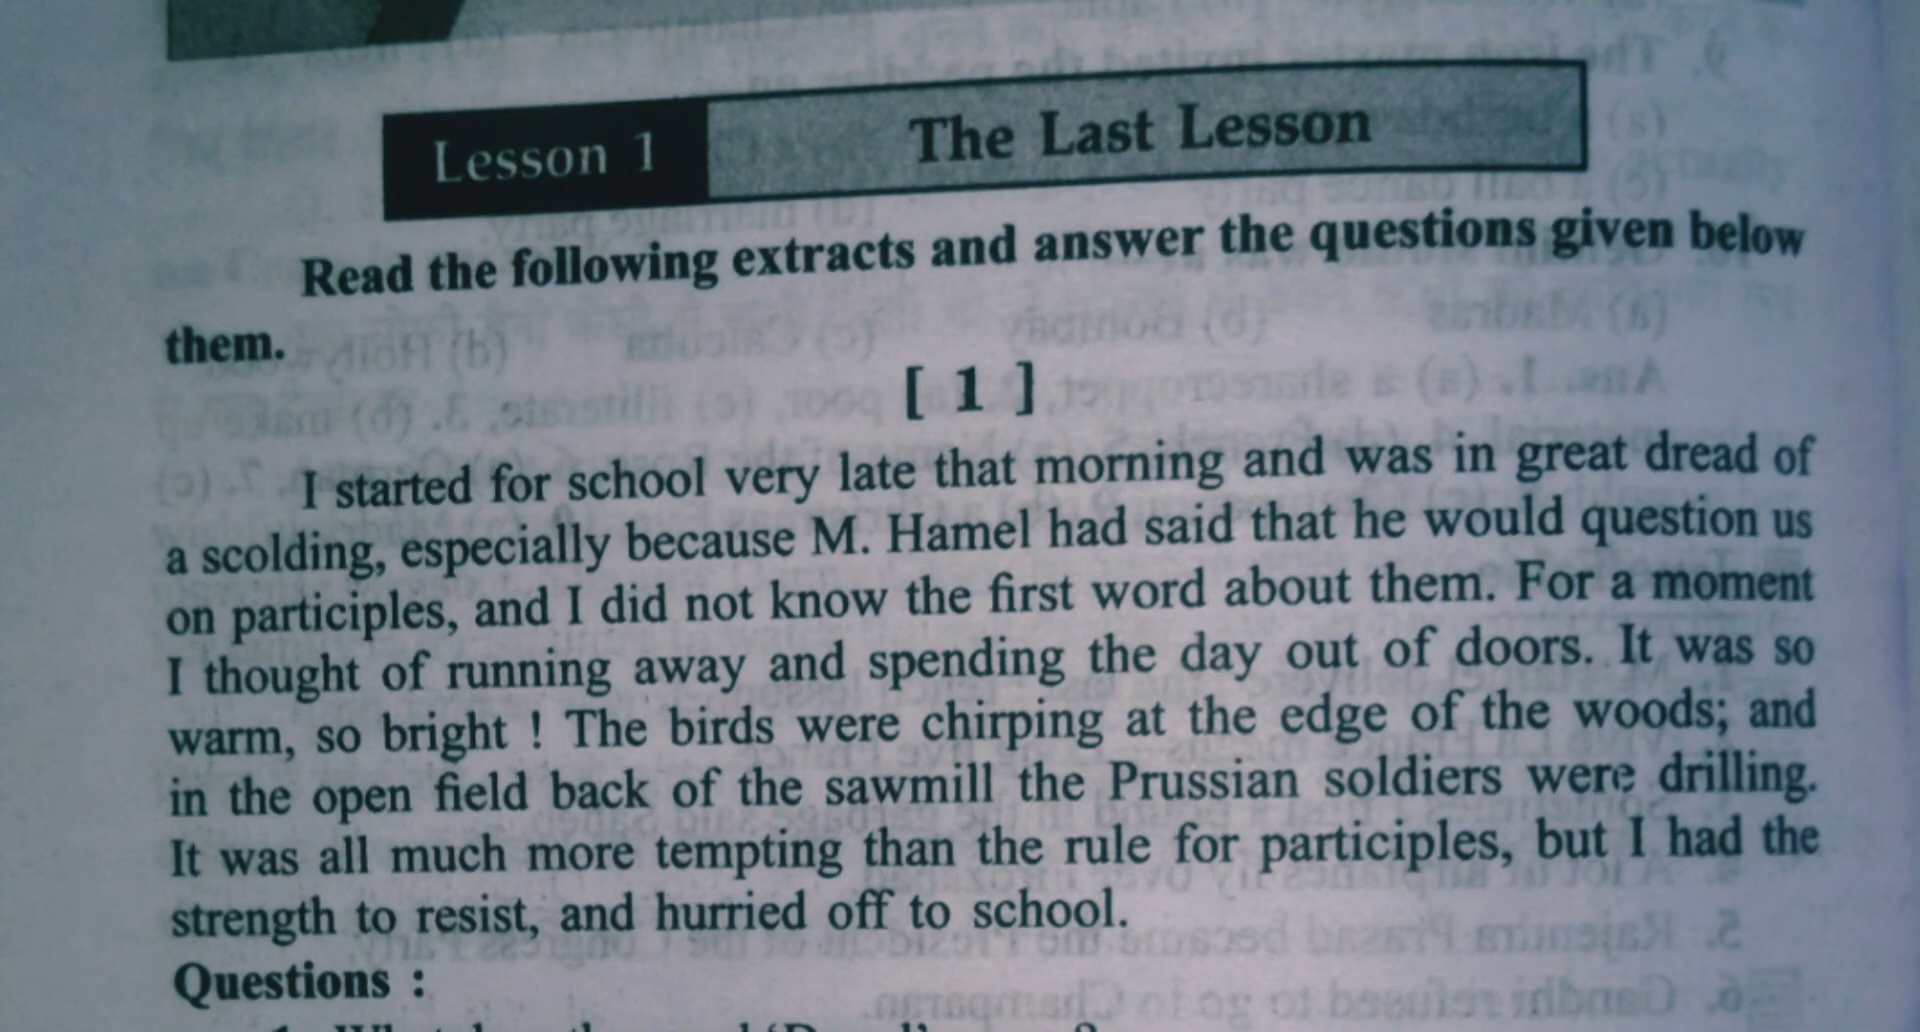 Lesson 1 The Last Lesson
Read the following extracts and answer the questions given below
them.
[ 1 ]
I started for school very late that morning and was in great dread of
a scolding, especially because M. Hamel had said that he would question us
on participles, and I did not know the first word about them. For a moment
I thought of running away and spending the day out of doors. It was so
warm, so bright ! The birds were chirping at the edge of the woods; and
in the open field back of the sawmill the Prussian soldiers were drilling.
It was all much more tempting than the rule for participles, but I had the
strength to resist, and hurried off to school.
Questions :